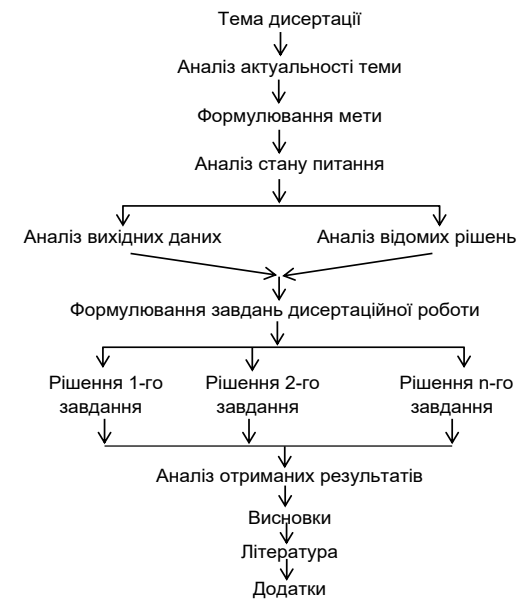 Тема дисертації
Аналіз актуальності теми
Формулювання мети
Аналіз стану питання
Аналіз вихідних даних
Аналіз відомих рішень
Формулювання завдань дисертаційної роботи
Рішення 1-го
завдання
Рішення 2-го
завдання
Рішення n-го
завдання
Аналіз отриманих результатів
Висновки
Література
Додатки